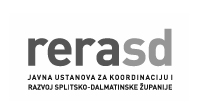 rerasd
JAVNA USTANOVA ZA KOORDINACIJU I
RAZVOJ SPLITSKO-DALMATINSKE ŽUPANIJE